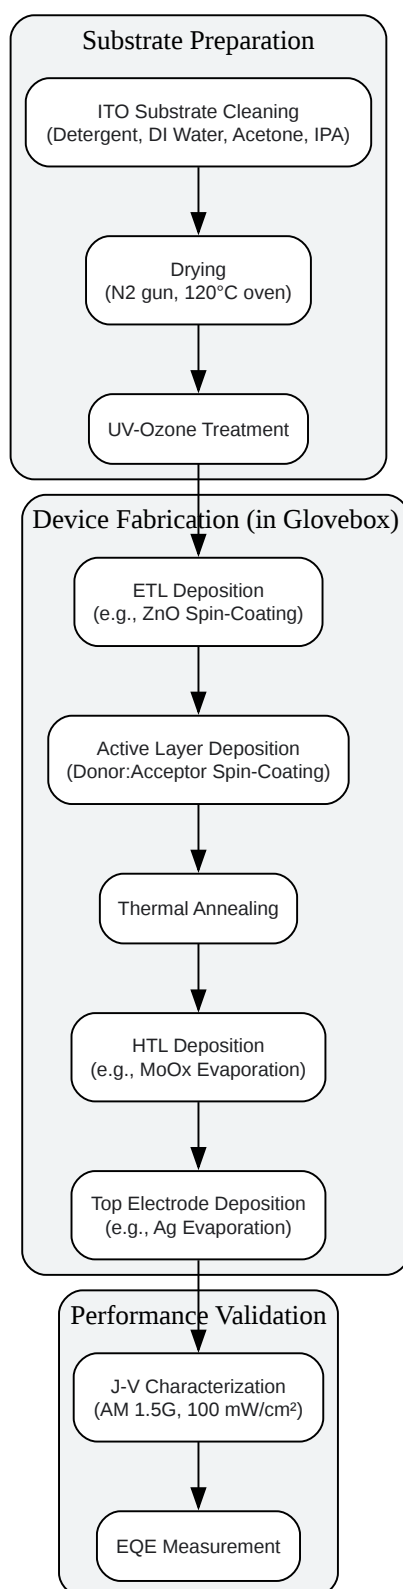 Substrate Preparation
ITO Substrate Cleaning
(Detergent, DI Water, Acetone, IPA)
Drying
(N2 gun, 120°C oven)
UV-Ozone Treatment
Device Fabrication (in Glovebox)
ETL Deposition
(e.g., ZnO Spin-Coating)
Active Layer Deposition
(Donor:Acceptor Spin-Coating)
Thermal Annealing
HTL Deposition
(e.g., MoOx Evaporation)
Top Electrode Deposition
(e.g., Ag Evaporation)
Performance Validation
J-V Characterization
(AM 1.5G, 100 mW/cm²)
EQE Measurement